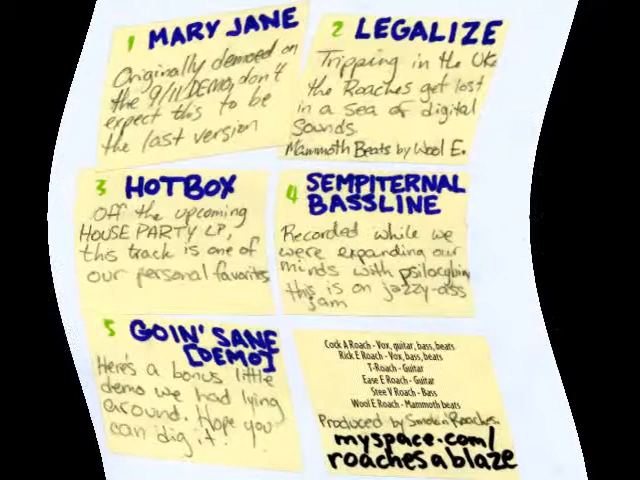 1 MARY JANE
Originally demoed on
the 9/11 DEMO, don't
expect this to be
the last version
2 LEGALIZE
Tripping in the UK,
the Roaches get lost
in a sea of digital
Sounds.
Mammoth Beats by Wool E.
3 HOTBOX
Off the upcoming
HOUSE PARTY LP,
this track is one of
our personal favorites
4 SEMPITERNAL
BASSLINE
Recorded while we
were expanding our
minds with psilocybin,
this is on jazzy-ass
jam
5 GOIN' SANE
[DEMO]
Here's a bonus little
demo we had lying
around. Hope you
can dig it!
Cock A Roach - Vox, guitar, bass, beats
Rick E Roach - Vox, bass, beats
T-Roach - Guitar
Ease E Roach - Guitar
Stee V Roach - Bass
Wool E Roach - Mammoth beats
Produced by Smokin' Roaches
myspace.com/
roachesablaze